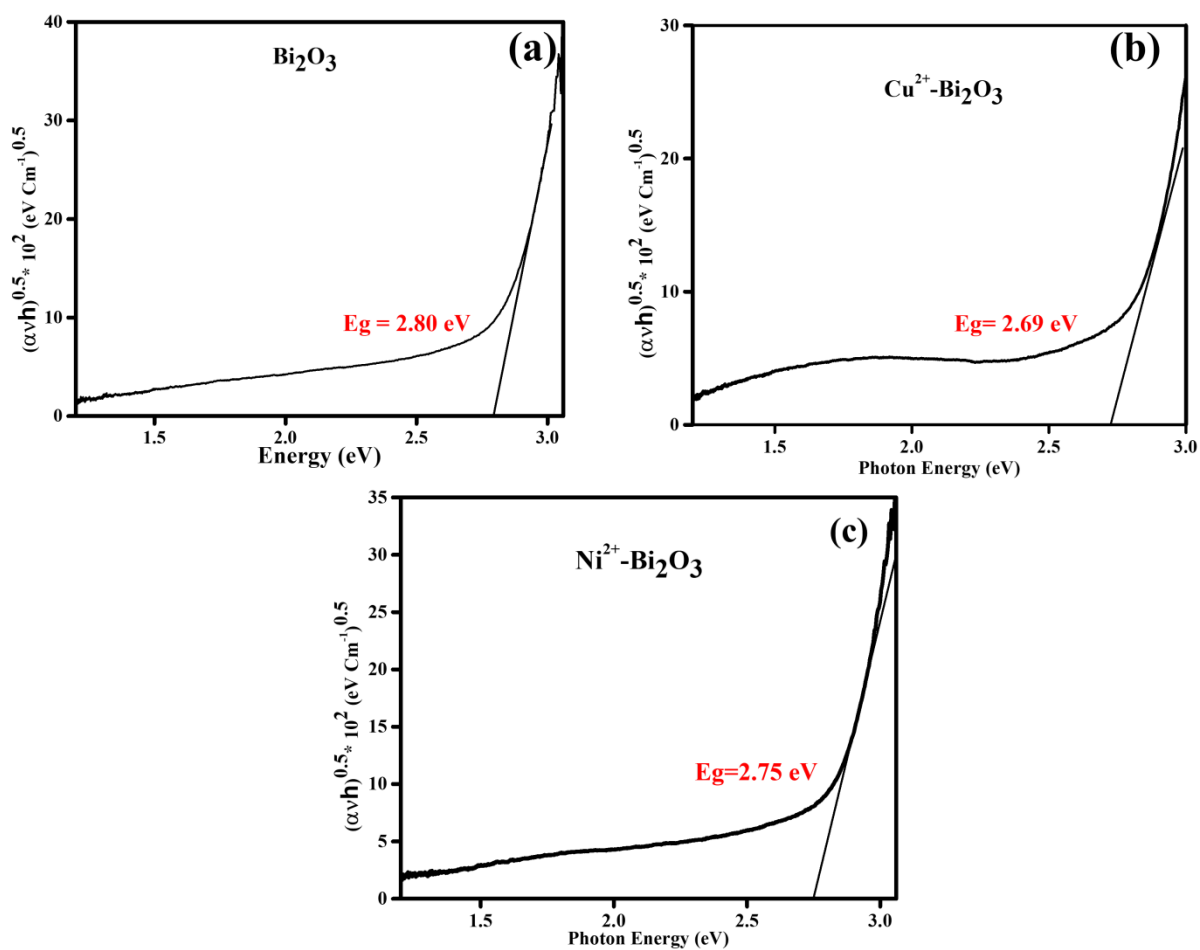 (a)
Bi₂O₃
Eg = 2.80 eV
(ανh)⁰·⁵* 10² (eV Cm⁻¹)⁰·⁵
40
30
20
10
0
1.5 2.0 2.5 3.0
Energy (eV)
(b)
Cu²⁺-Bi₂O₃
Eg= 2.69 eV
(ανh)⁰·⁵* 10² (eV Cm⁻¹)⁰·⁵
30
20
10
0
1.5 2.0 2.5 3.0
Photon Energy (eV)
(c)
Ni²⁺-Bi₂O₃
Eg=2.75 eV
(ανh)⁰·⁵* 10² (eV Cm⁻¹)⁰·⁵
35
30
25
20
15
10
5
0
1.5 2.0 2.5 3.0
Photon Energy (eV)